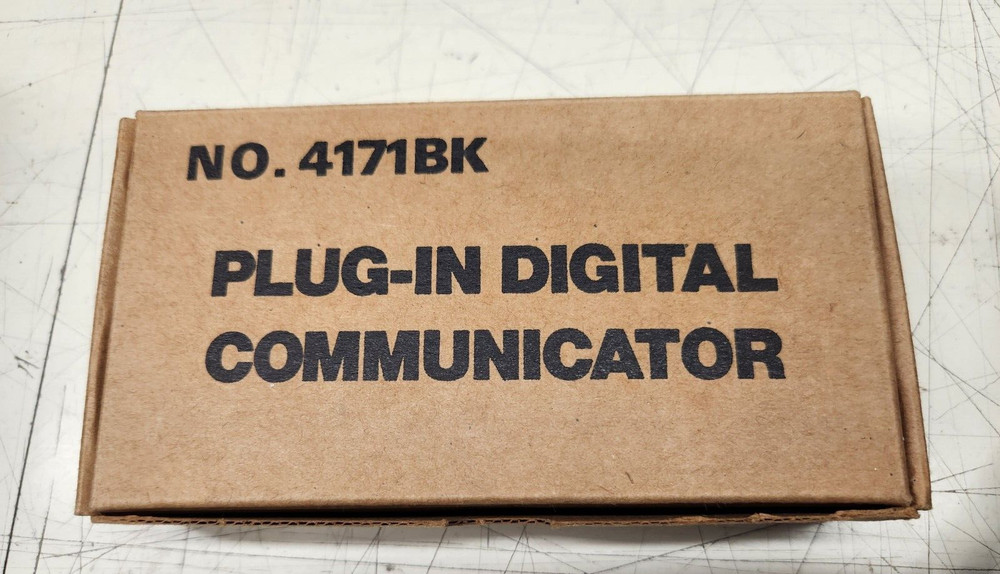 NO. 4171BK
PLUG-IN DIGITAL
COMMUNICATOR